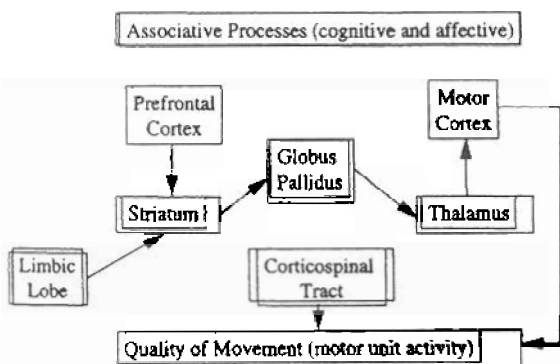 Associative Processes (cognitive and affective)
Prefrontal
Cortex
Motor
Cortex
Globus
Pallidus
Striatum
Thalamus
Limbic
Lobe
Corticospinal
Tract
Quality of Movement (motor unit activity)